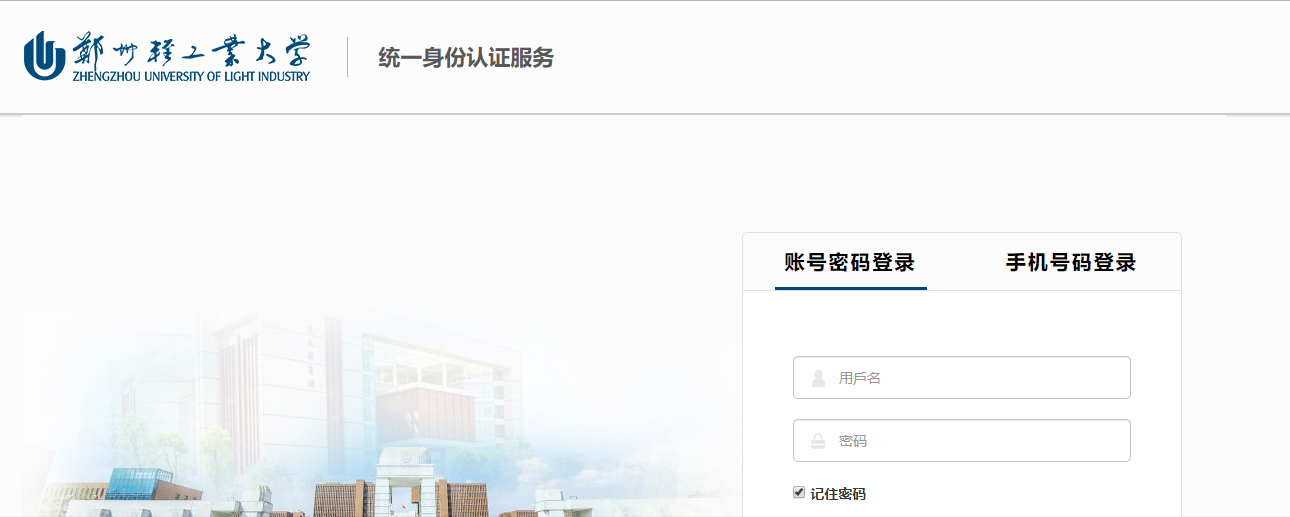 鄭州轻工業大学
ZHENGZHOU UNIVERSITY OF LIGHT INDUSTRY
统一身份认证服务
账号密码登录
手机号码登录
用戶名
密码
记住密码